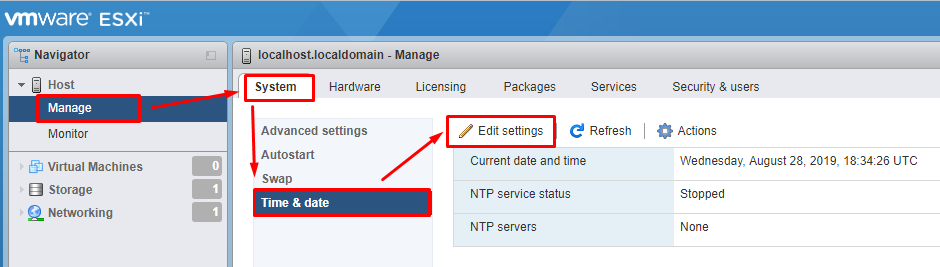 vmware ESXi™
Navigator
localhost.localdomain - Manage
Host
Manage
Monitor
Virtual Machines 0
Storage 1
Networking 1
System Hardware Licensing Packages Services Security & users
Advanced settings
Autostart
Swap
Time & date
Edit settings Refresh Actions
Current date and time Wednesday, August 28, 2019, 18:34:26 UTC
NTP service status Stopped
NTP servers None